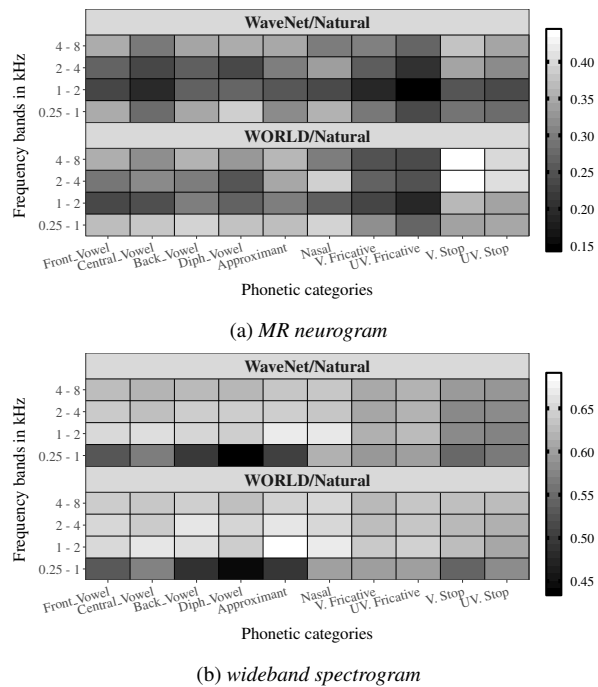 WaveNet/Natural
4 - 8
2 - 4
1 - 2
0.25 - 1
WORLD/Natural
4 - 8
2 - 4
1 - 2
0.25 - 1
Frequency bands in kHz
Front_Vowel
Central_Vowel
Back_Vowel
Diph_Vowel
Approximant
Nasal
V. Fricative
UV. Fricative
V. Stop
UV. Stop
Phonetic categories
0.40
0.35
0.30
0.25
0.20
0.15
(a) MR neurogram
WaveNet/Natural
4 - 8
2 - 4
1 - 2
0.25 - 1
WORLD/Natural
4 - 8
2 - 4
1 - 2
0.25 - 1
Frequency bands in kHz
Front_Vowel
Central_Vowel
Back_Vowel
Diph_Vowel
Approximant
Nasal
V. Fricative
UV. Fricative
V. Stop
UV. Stop
Phonetic categories
0.65
0.60
0.55
0.50
0.45
(b) wideband spectrogram